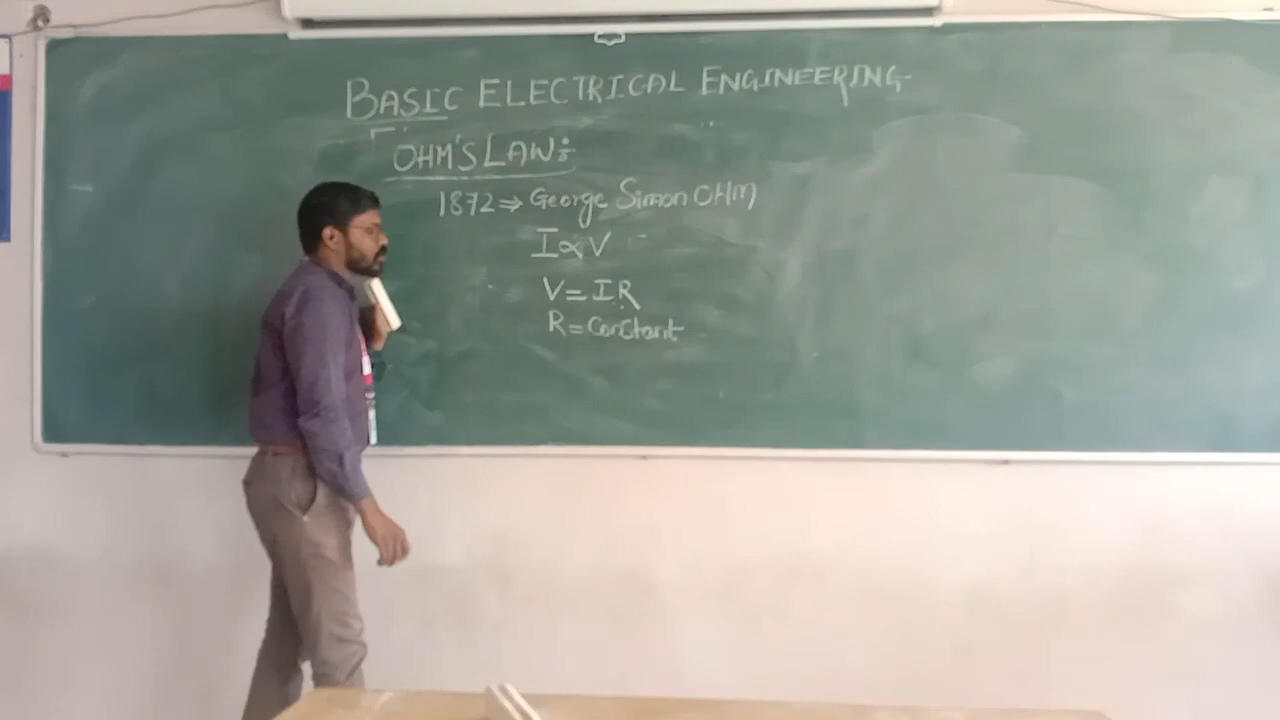 BASIC ELECTRICAL ENGINEERING-
OHM'S LAW:-
1872 ⇒ George Simon OHM
I ∝ V
V = IR
R = Constant